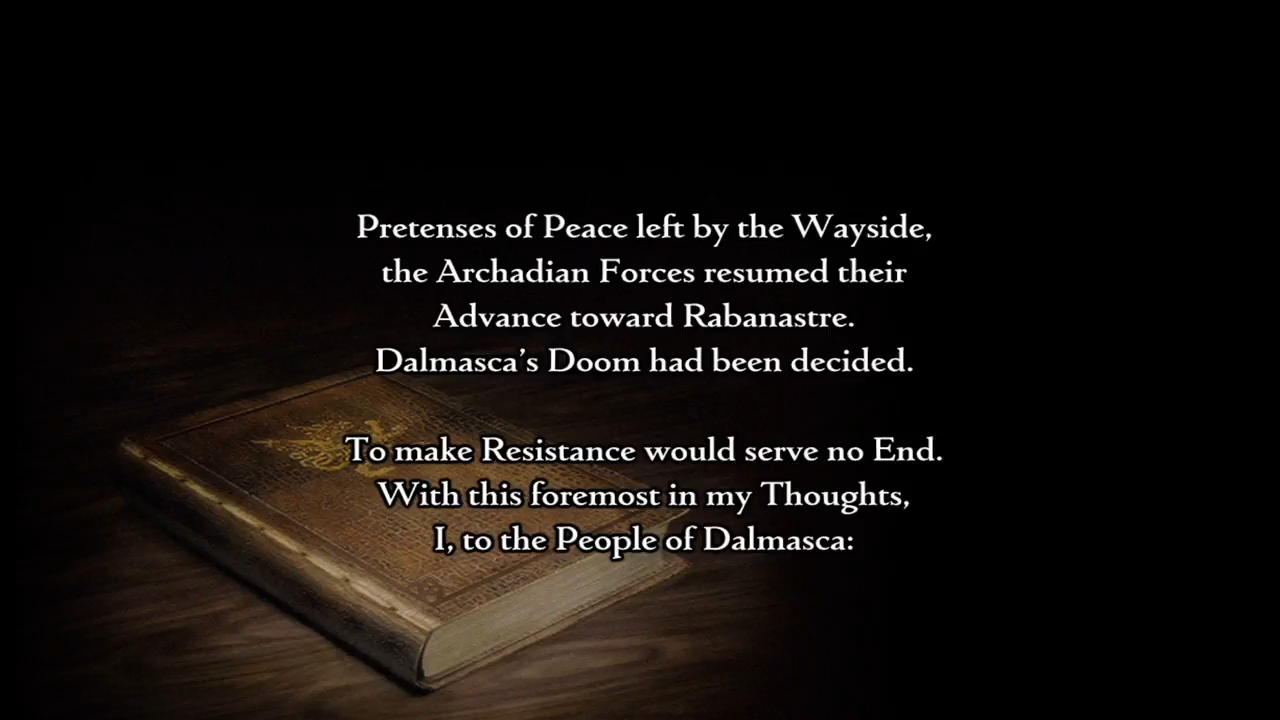 Pretenses of Peace left by the Wayside,
the Archadian Forces resumed their
Advance toward Rabanastre.
Dalmasca's Doom had been decided.
To make Resistance would serve no End.
With this foremost in my Thoughts,
I, to the People of Dalmasca: